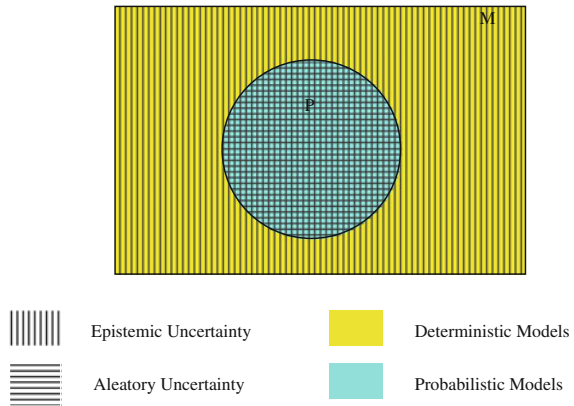 M
P
Epistemic Uncertainty
Deterministic Models
Aleatory Uncertainty
Probabilistic Models